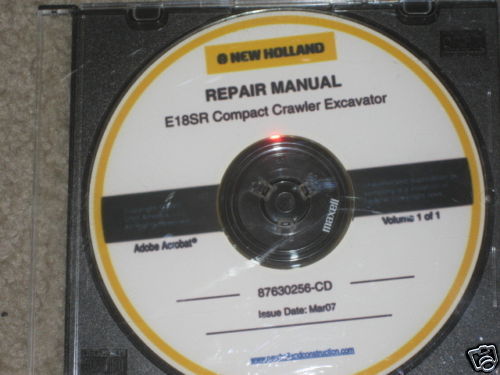 NEW HOLLAND
REPAIR MANUAL
E18SR Compact Crawler Excavator
maxell
Adobe Acrobat®
Volume 1 of 1
87630256-CD
Issue Date: Mar07